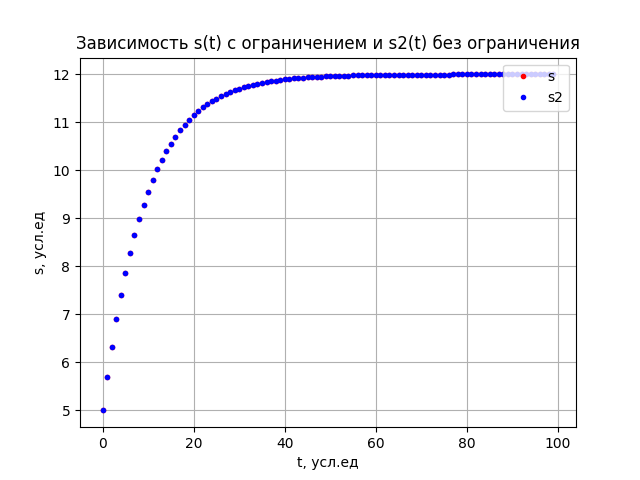 Зависимость s(t) с ограничением и s2(t) без ограничения
s
s2
12
11
10
9
8
7
6
5
s, усл.ед
0
20
40
60
80
100
t, усл.ед